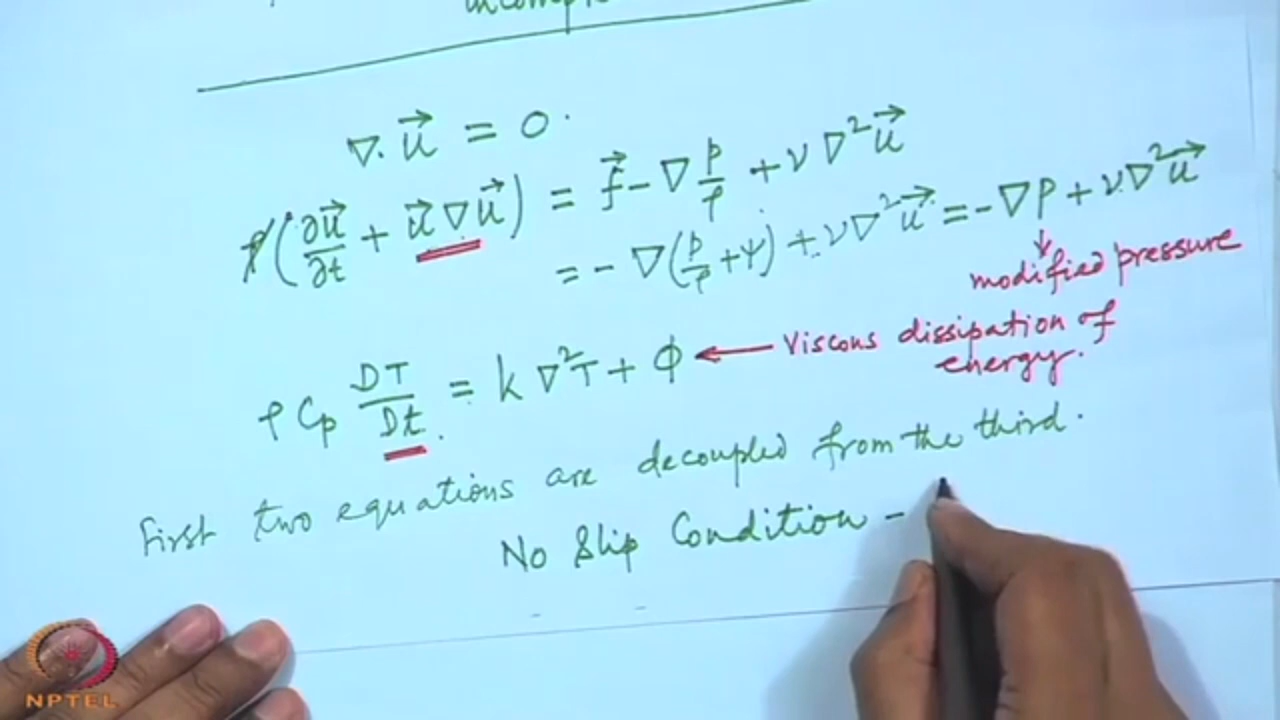 incomp
∇. u⃗ = 0.
ρ(∂u⃗/∂t + u⃗ ∇u⃗) = f⃗ - ∇ p/ρ + ν ∇²u⃗
= - ∇(p/ρ + ψ) + ν∇²u⃗ = - ∇P + ν∇²u⃗
modified pressure
ρ Cp DT/Dt = k ∇²T + φ ← Viscous dissipation of
energy.
First two equations are decoupled from the third.
No Slip Condition -
NPTEL